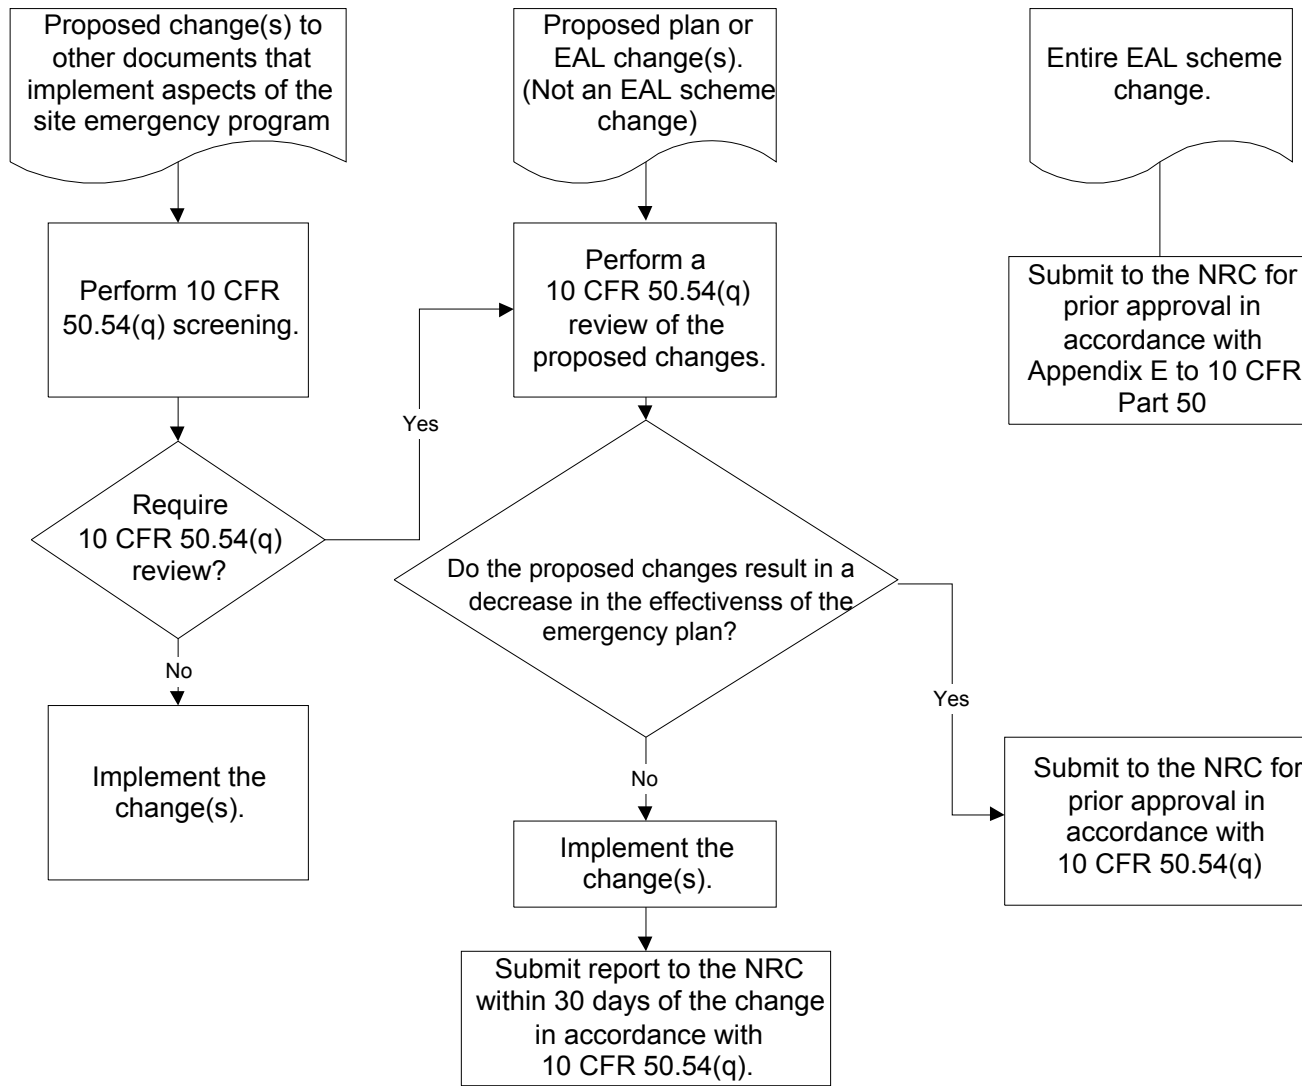 Proposed change(s) to
other documents that
implement aspects of the
site emergency program
Perform 10 CFR
50.54(q) screening.
Require
10 CFR 50.54(q)
review?
Yes
No
Implement the
change(s).
Proposed plan or
EAL change(s).
(Not an EAL scheme
change)
Perform a
10 CFR 50.54(q)
review of the
proposed changes.
Do the proposed changes result in a
decrease in the effectivenss of the
emergency plan?
Yes
No
Implement the
change(s).
Submit report to the NRC
within 30 days of the change
in accordance with
10 CFR 50.54(q).
Entire EAL scheme
change.
Submit to the NRC for
prior approval in
accordance with
Appendix E to 10 CFR
Part 50
Submit to the NRC for
prior approval in
accordance with
10 CFR 50.54(q)